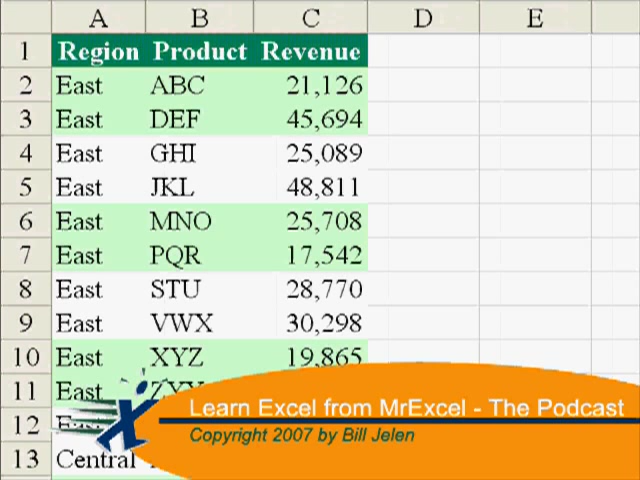 A B C D E
1 Region Product Revenue
2 East ABC 21,126
3 East DEF 45,694
4 East GHI 25,089
5 East JKL 48,811
6 East MNO 25,708
7 East PQR 17,542
8 East STU 28,770
9 East VWX 30,298
10 East XYZ 19,865
11 East
12
13 Central
Learn Excel from MrExcel - The Podcast
Copyright 2007 by Bill Jelen